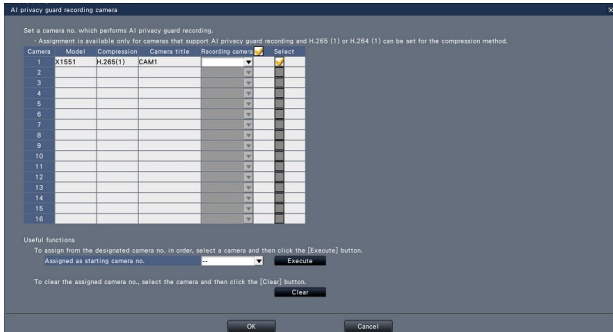 AI privacy guard recording camera
Set a camera no. which performs AI privacy guard recording.
- Assignment is available only for cameras that support AI privacy guard recording and H.265 (1) or H.264 (1) can be set for the compression method.
Camera Model Compression Camera title Recording camera Select
1 X1551 H.265(1) CAM1
2
3
4
5
6
7
8
9
10
11
12
13
14
15
16
Useful functions
To assign from the designated camera no. in order, select a camera and then click the [Execute] button.
Assigned as starting camera no. -- Execute
To clear the assigned camera no., select the camera and then click the [Clear] button.
Clear
OK Cancel